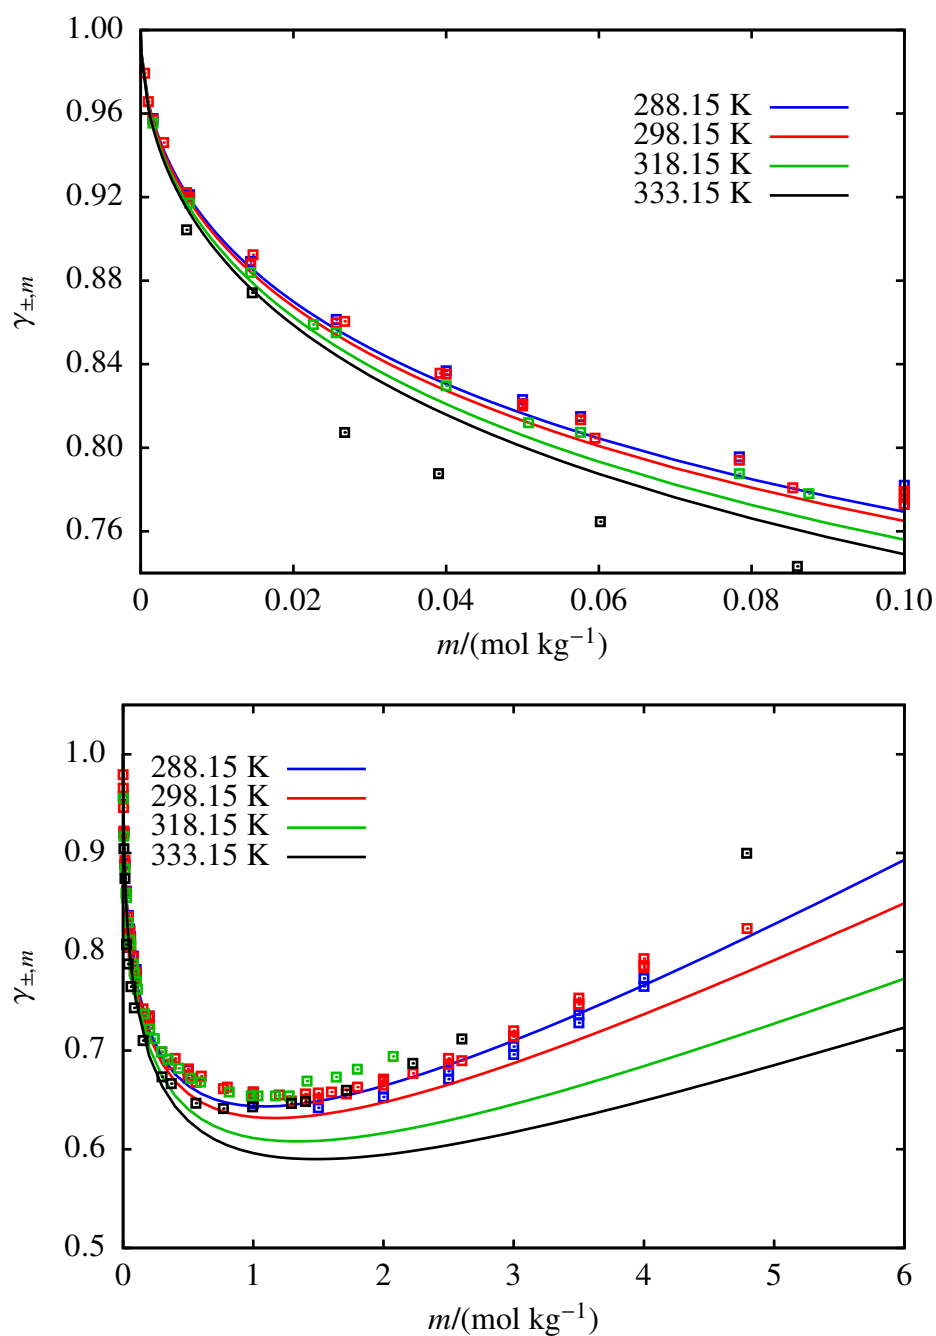 1.00
0.96
0.92
0.88
0.84
0.80
0.76
γ±,m
288.15 K
298.15 K
318.15 K
333.15 K
0 0.02 0.04 0.06 0.08 0.10
m/(mol kg−1)
1.0
0.9
0.8
0.7
0.6
0.5
γ±,m
288.15 K
298.15 K
318.15 K
333.15 K
0 1 2 3 4 5 6
m/(mol kg−1)